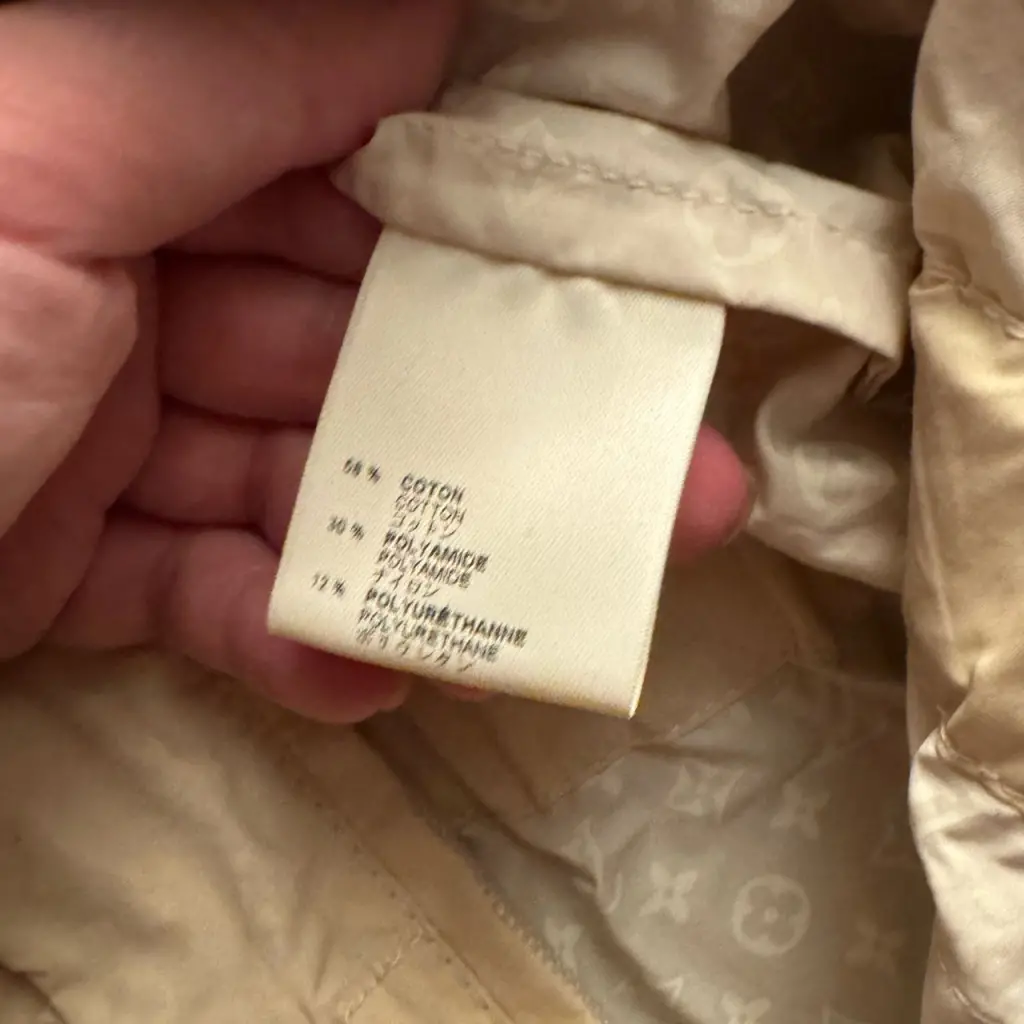 58 % COTON
COTTON
コットン
30 % POLYAMIDE
POLYAMIDE
ナイロン
12 % POLYURÉTHANNE
POLYURETHANE
ポリウレタン